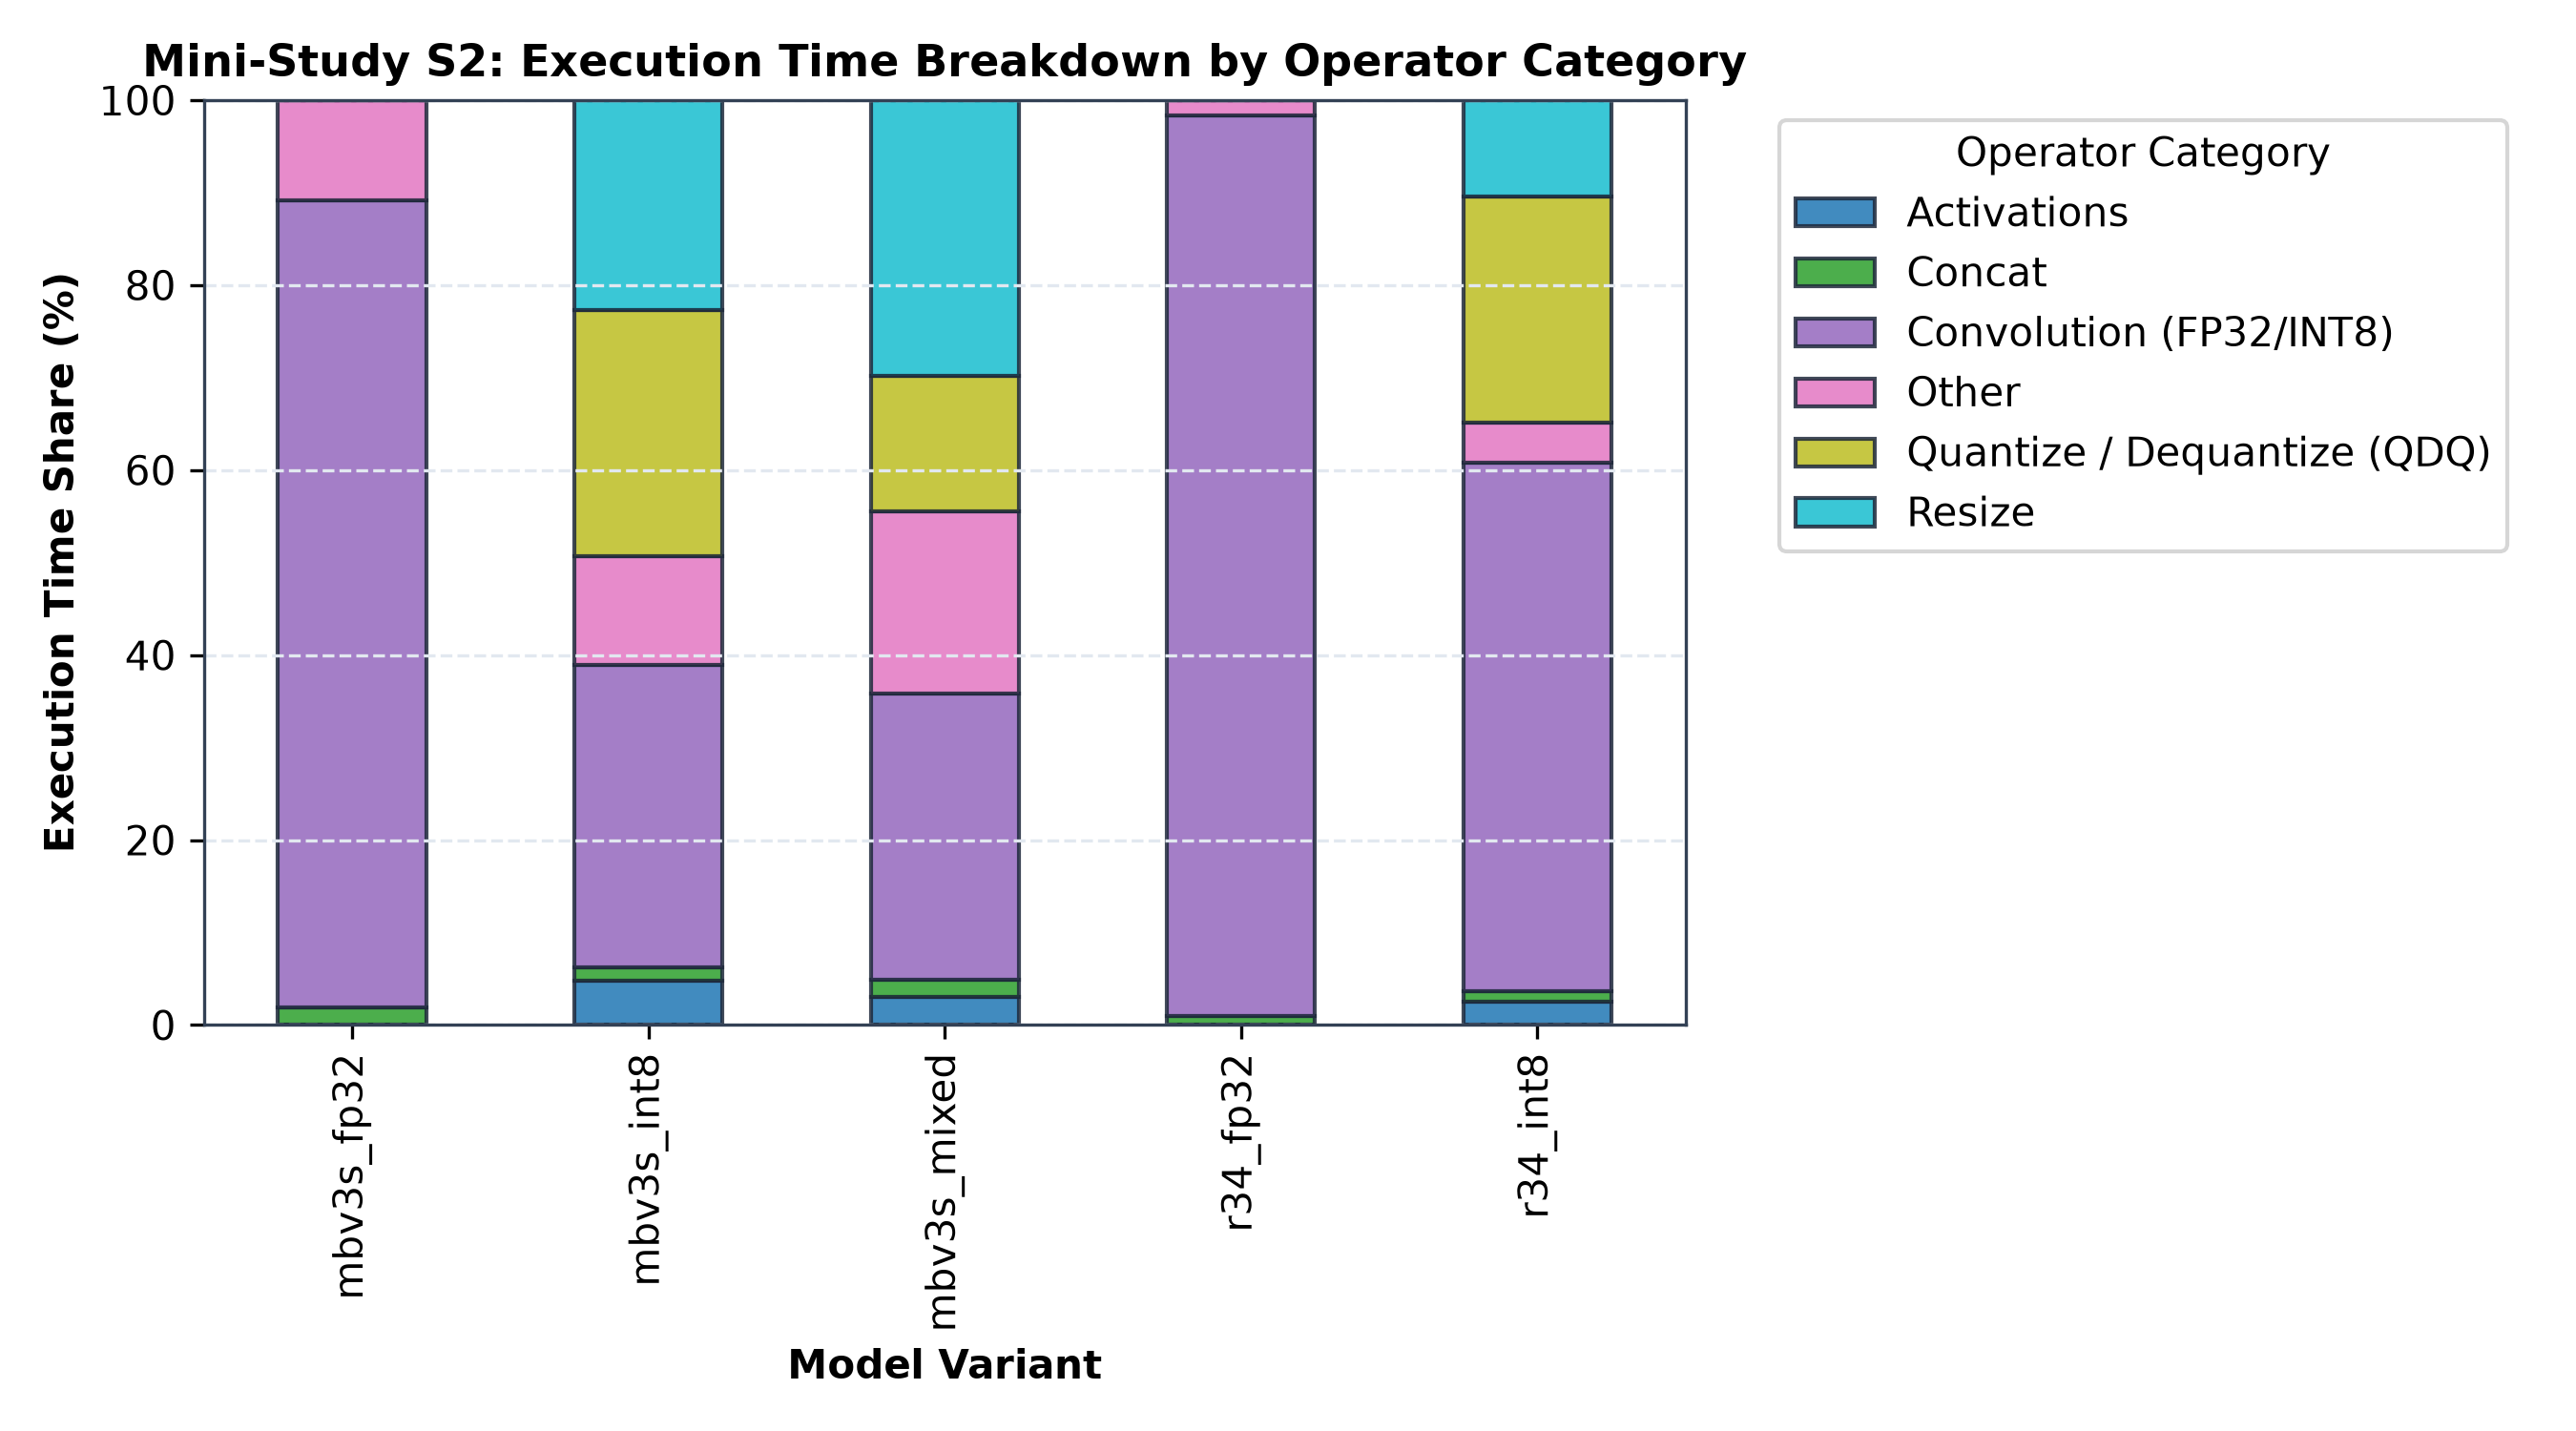 Mini-Study S2: Execution Time Breakdown by Operator Category
Execution Time Share (%)
100
80
60
40
20
0
mbv3s_fp32
mbv3s_int8
mbv3s_mixed
r34_fp32
r34_int8
Model Variant
Operator Category
Activations
Concat
Convolution (FP32/INT8)
Other
Quantize / Dequantize (QDQ)
Resize